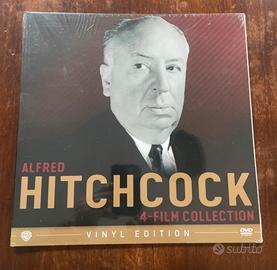 ALFRED
HITCHCOCK
4-FILM COLLECTION
VINYL EDITION
DVD
subito